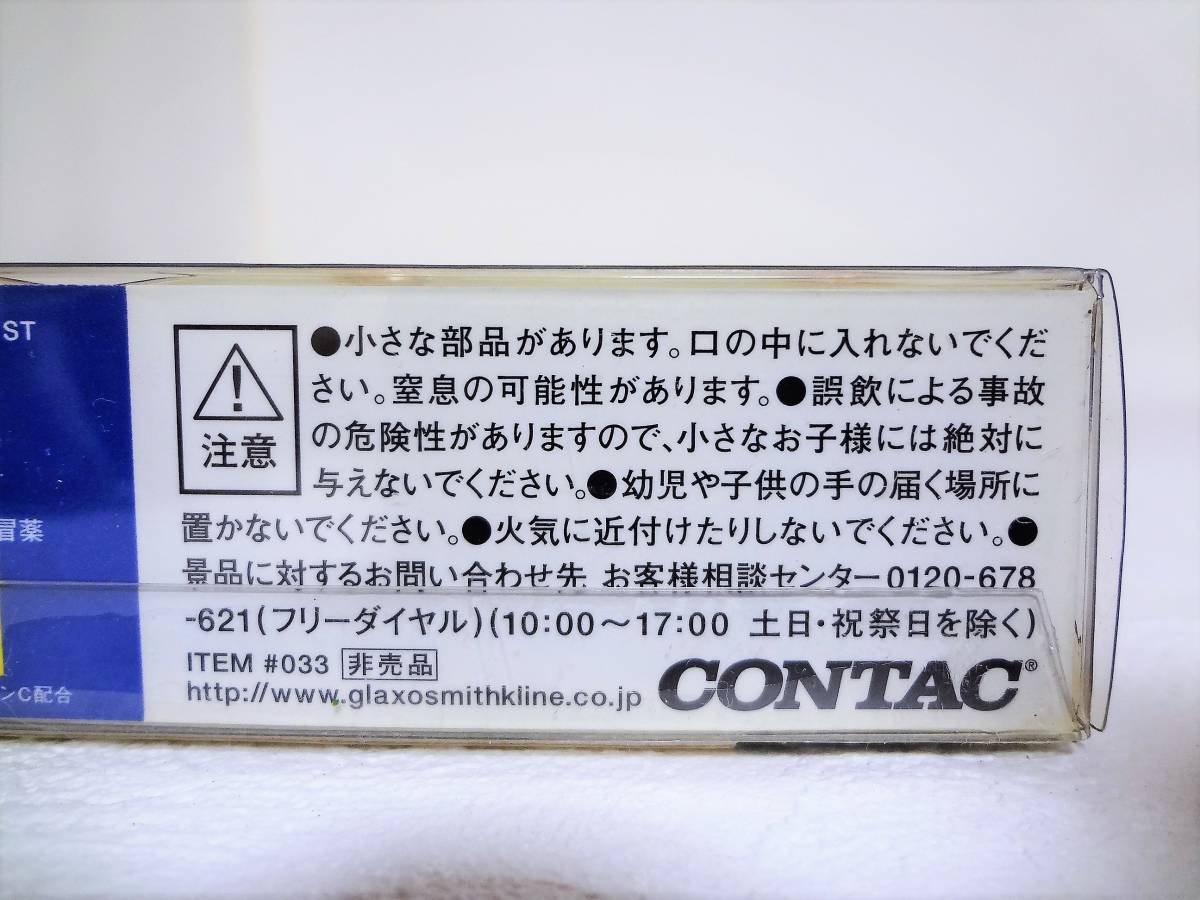 ST
冒薬
ンC配合
注意
●小さな部品があります。口の中に入れないでくだ
さい。窒息の可能性があります。●誤飲による事故
の危険性がありますので、小さなお子様には絶対に
与えないでください。●幼児や子供の手の届く場所に
置かないでください。●火気に近付けたりしないでください。●
景品に対するお問い合わせ先 お客様相談センター0120-678
-621(フリーダイヤル)(10:00〜17:00 土日・祝祭日を除く)
ITEM #033 非売品
http://www.glaxosmithkline.co.jp
CONTAC®